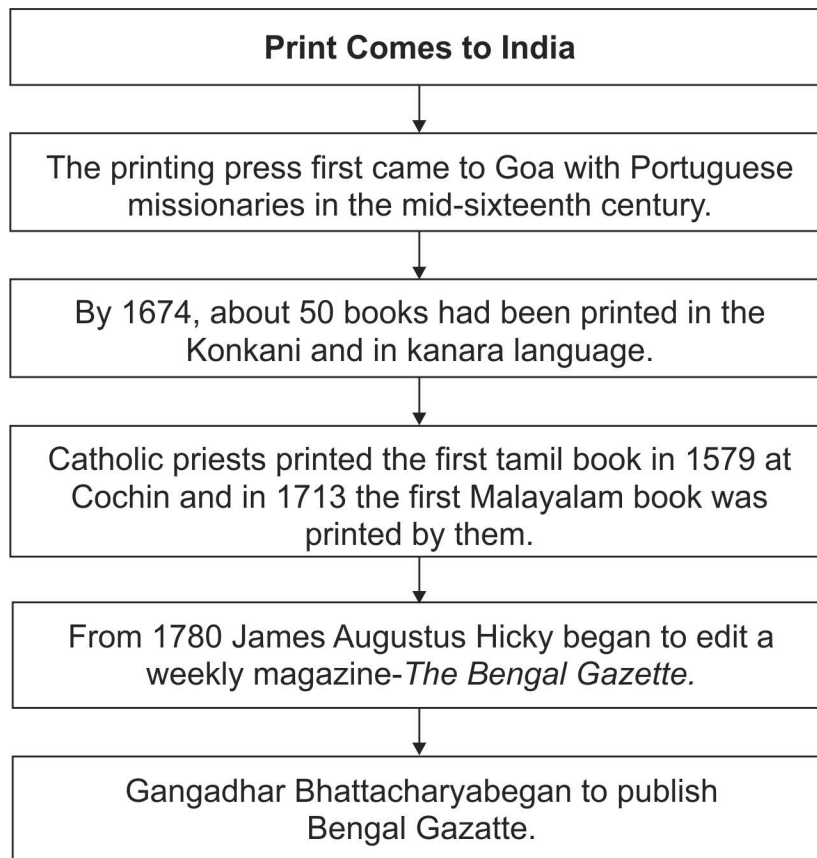 Print Comes to India
The printing press first came to Goa with Portuguese
missionaries in the mid-sixteenth century.
By 1674, about 50 books had been printed in the
Konkani and in kanara language.
Catholic priests printed the first tamil book in 1579 at
Cochin and in 1713 the first Malayalam book was
printed by them.
From 1780 James Augustus Hicky began to edit a
weekly magazine-The Bengal Gazette.
Gangadhar Bhattacharyabegan to publish
Bengal Gazatte.